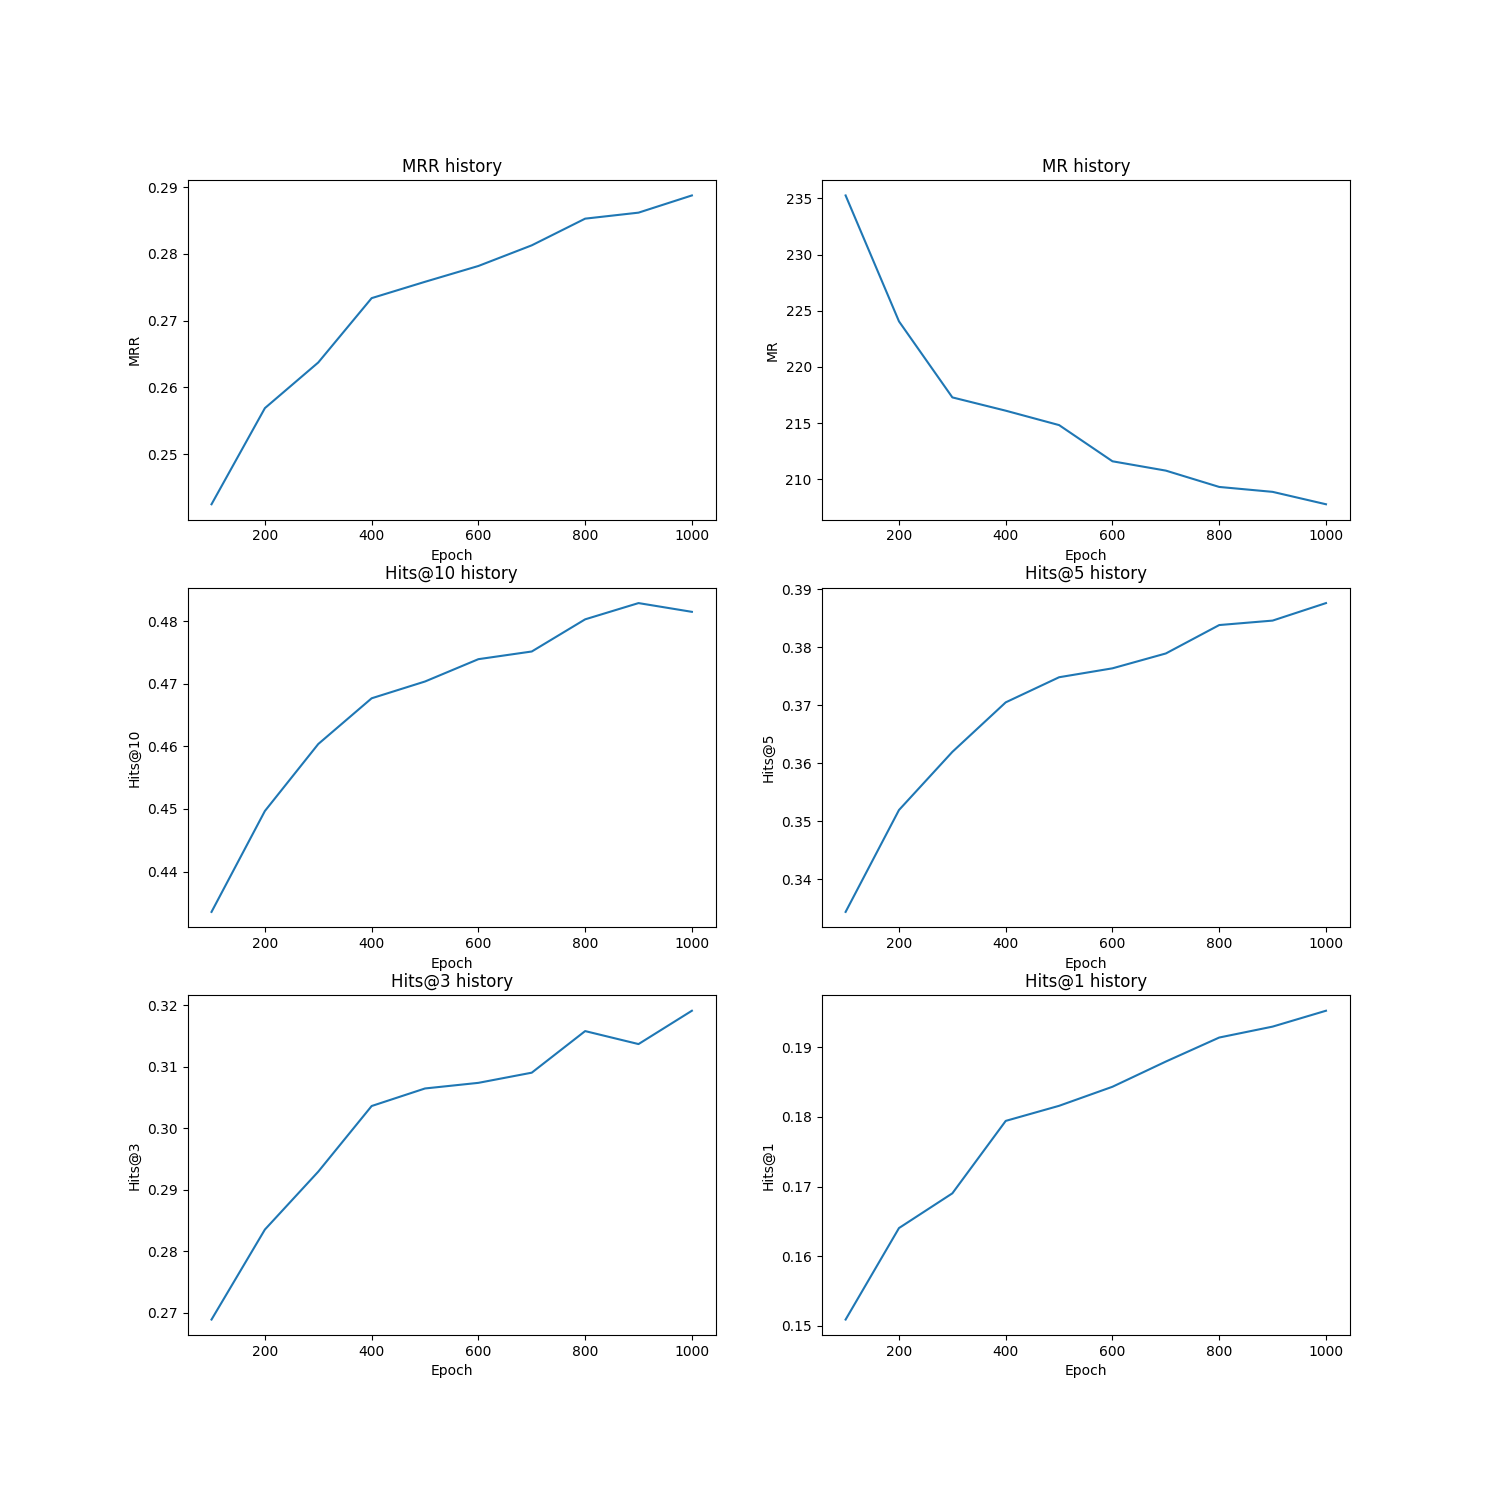 MRR history
0.29
0.28
0.27
0.26
0.25
MRR
200 400 600 800 1000
Epoch
MR history
235
230
225
220
215
210
MR
200 400 600 800 1000
Epoch
Hits@10 history
0.48
0.47
0.46
0.45
0.44
Hits@10
200 400 600 800 1000
Epoch
Hits@5 history
0.39
0.38
0.37
0.36
0.35
0.34
Hits@5
200 400 600 800 1000
Epoch
Hits@3 history
0.32
0.31
0.30
0.29
0.28
0.27
Hits@3
200 400 600 800 1000
Epoch
Hits@1 history
0.19
0.18
0.17
0.16
0.15
Hits@1
200 400 600 800 1000
Epoch